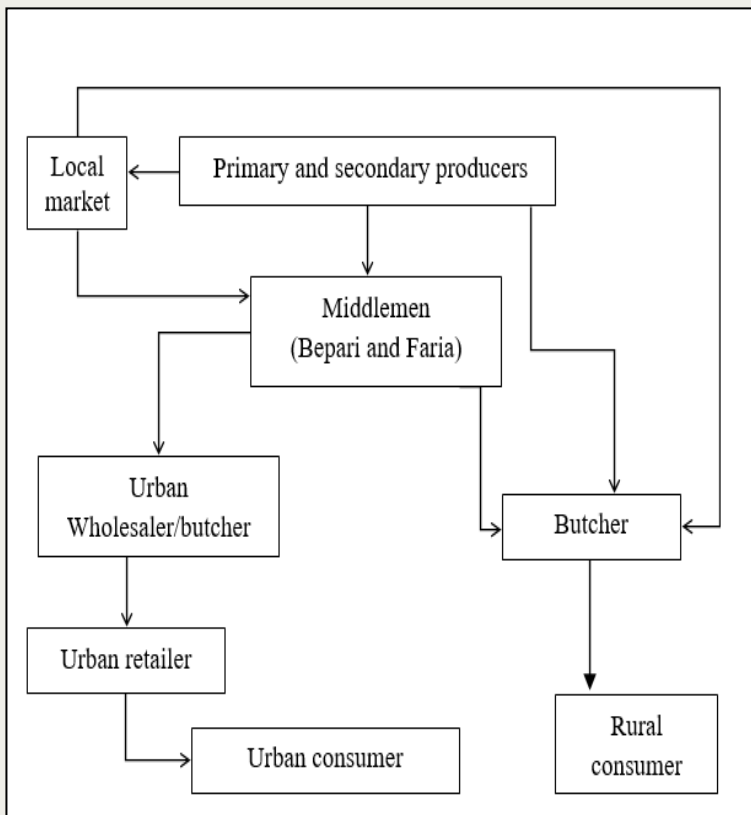 Local
market
Primary and secondary producers
Middlemen
(Bepari and Faria)
Urban
Wholesaler/butcher
Butcher
Urban retailer
Urban consumer
Rural
consumer